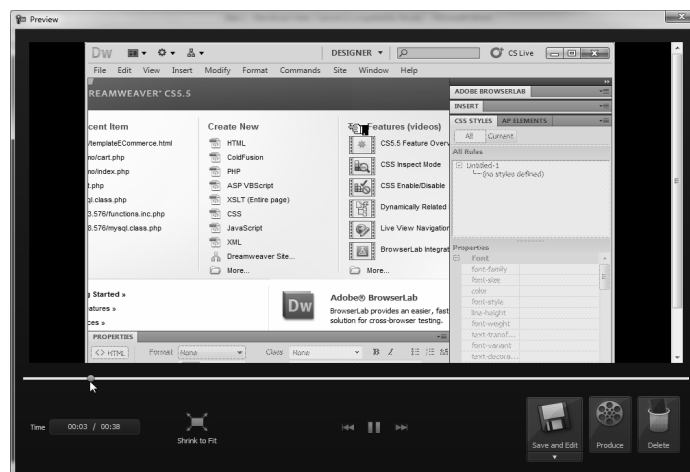 Preview
Dw DESIGNER CS Live
File Edit View Insert Modify Format Commands Site Window Help
REAMWEAVER® CS5.5
ADOBE BROWSERLAB
INSERT
CSS STYLES AP ELEMENTS
All Current
All Rules
Untitled-1
(no styles defined)
cent Item
/templateECommerce.html
no/cart.php
no/index.php
t.php
ql.class.php
3.576/functions.inc.php
8.576/mysql.class.php
Create New
HTML
ColdFusion
PHP
ASP VBScript
XSLT (Entire page)
CSS
JavaScript
XML
Dreamweaver Site...
More...
Features (videos)
CS5.5 Feature Overv
CSS Inspect Mode
CSS Enable/Disable
Dynamically Related
Live View Navigation
BrowserLab Integrat
More...
Properties
Font
font-family
font-size
color
font-style
line-height
font-weight
text-transf...
font-variant
text-decora...
g Started »
eatures »
ces »
Dw
Adobe® BrowserLab
BrowserLab provides an easier, fast
solution for cross-browser testing.
PROPERTIES
<> HTML Format None Class None B I
Time 00:03 / 00:38
Shrink to Fit
Save and Edit Produce Delete